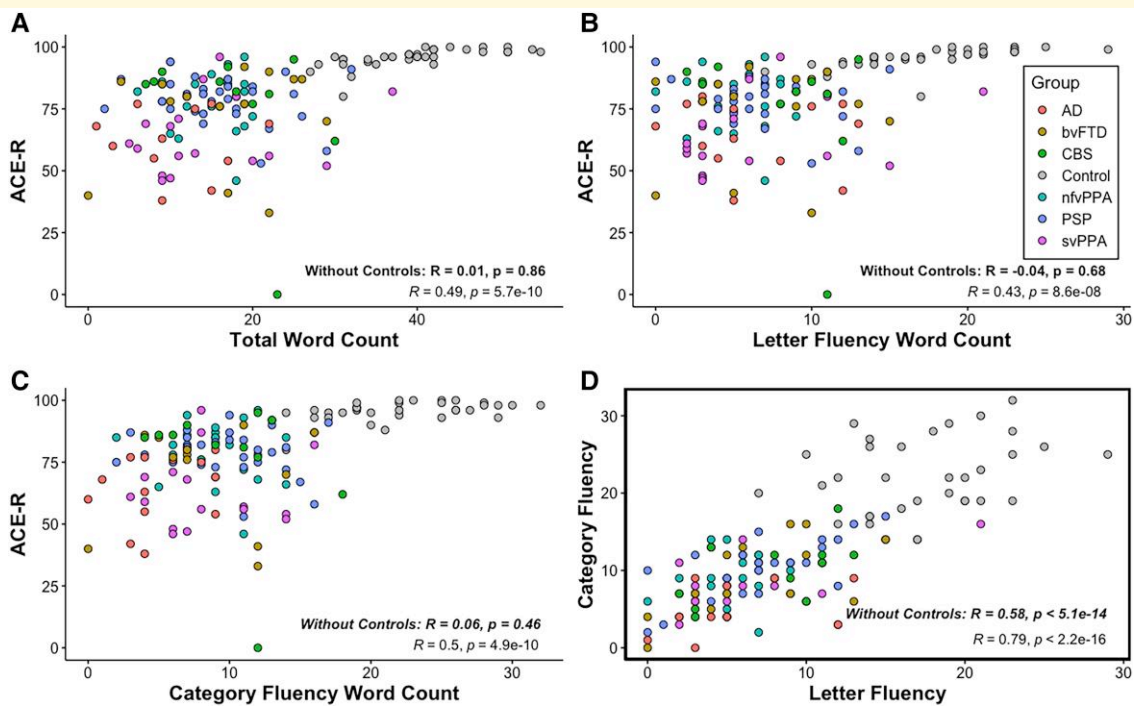 A
ACE-R
100
75
50
25
0
Without Controls: R = 0.01, p = 0.86
R = 0.49, p = 5.7e-10
0
20
40
Total Word Count
B
ACE-R
100
75
50
25
0
Group
AD
bvFTD
CBS
Control
nfvPPA
PSP
svPPA
Without Controls: R = -0.04, p = 0.68
R = 0.43, p = 8.6e-08
0
10
20
30
Letter Fluency Word Count
C
ACE-R
100
75
50
25
0
Without Controls: R = 0.06, p = 0.46
R = 0.5, p = 4.9e-10
0
10
20
30
Category Fluency Word Count
D
Category Fluency
30
20
10
0
Without Controls: R = 0.58, p < 5.1e-14
R = 0.79, p < 2.2e-16
0
10
20
30
Letter Fluency